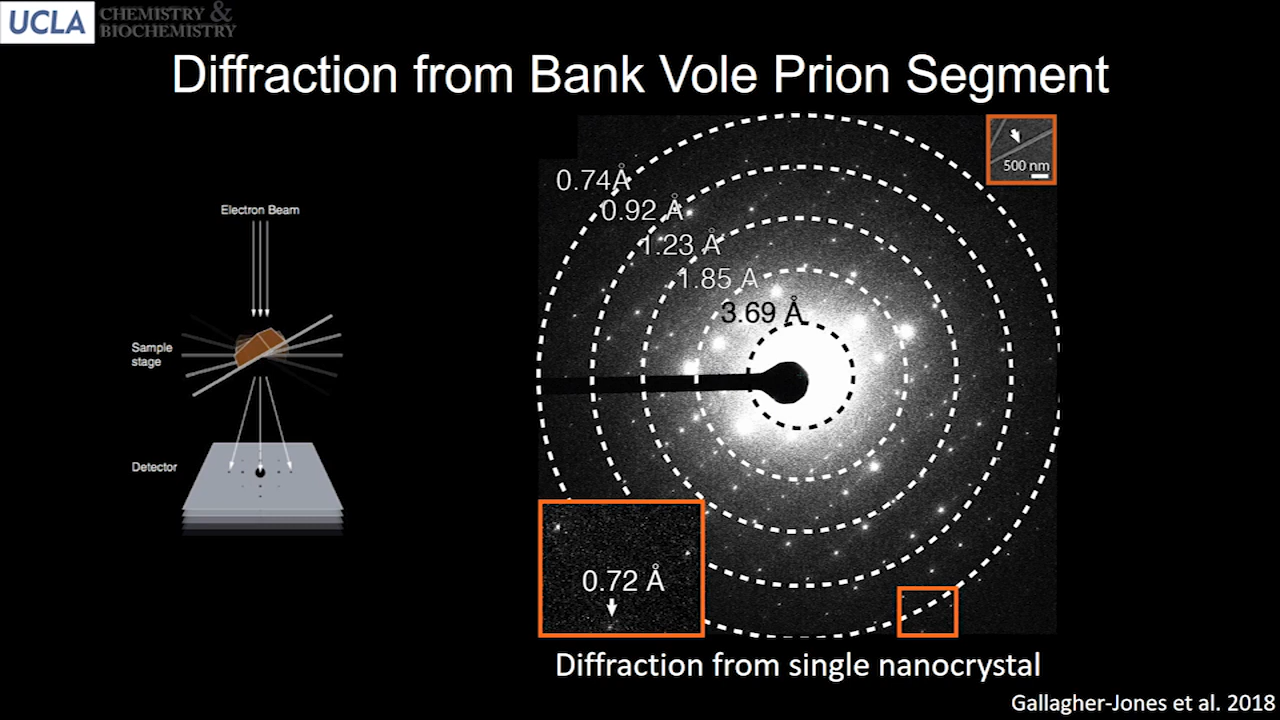 UCLA CHEMISTRY &
BIOCHEMISTRY
Diffraction from Bank Vole Prion Segment
Electron Beam
Sample
stage
Detector
500 nm
0.74Å
0.92 Å
1.23 Å
1.85 Å
3.69 Å
0.72 Å
Diffraction from single nanocrystal
Gallagher-Jones et al. 2018